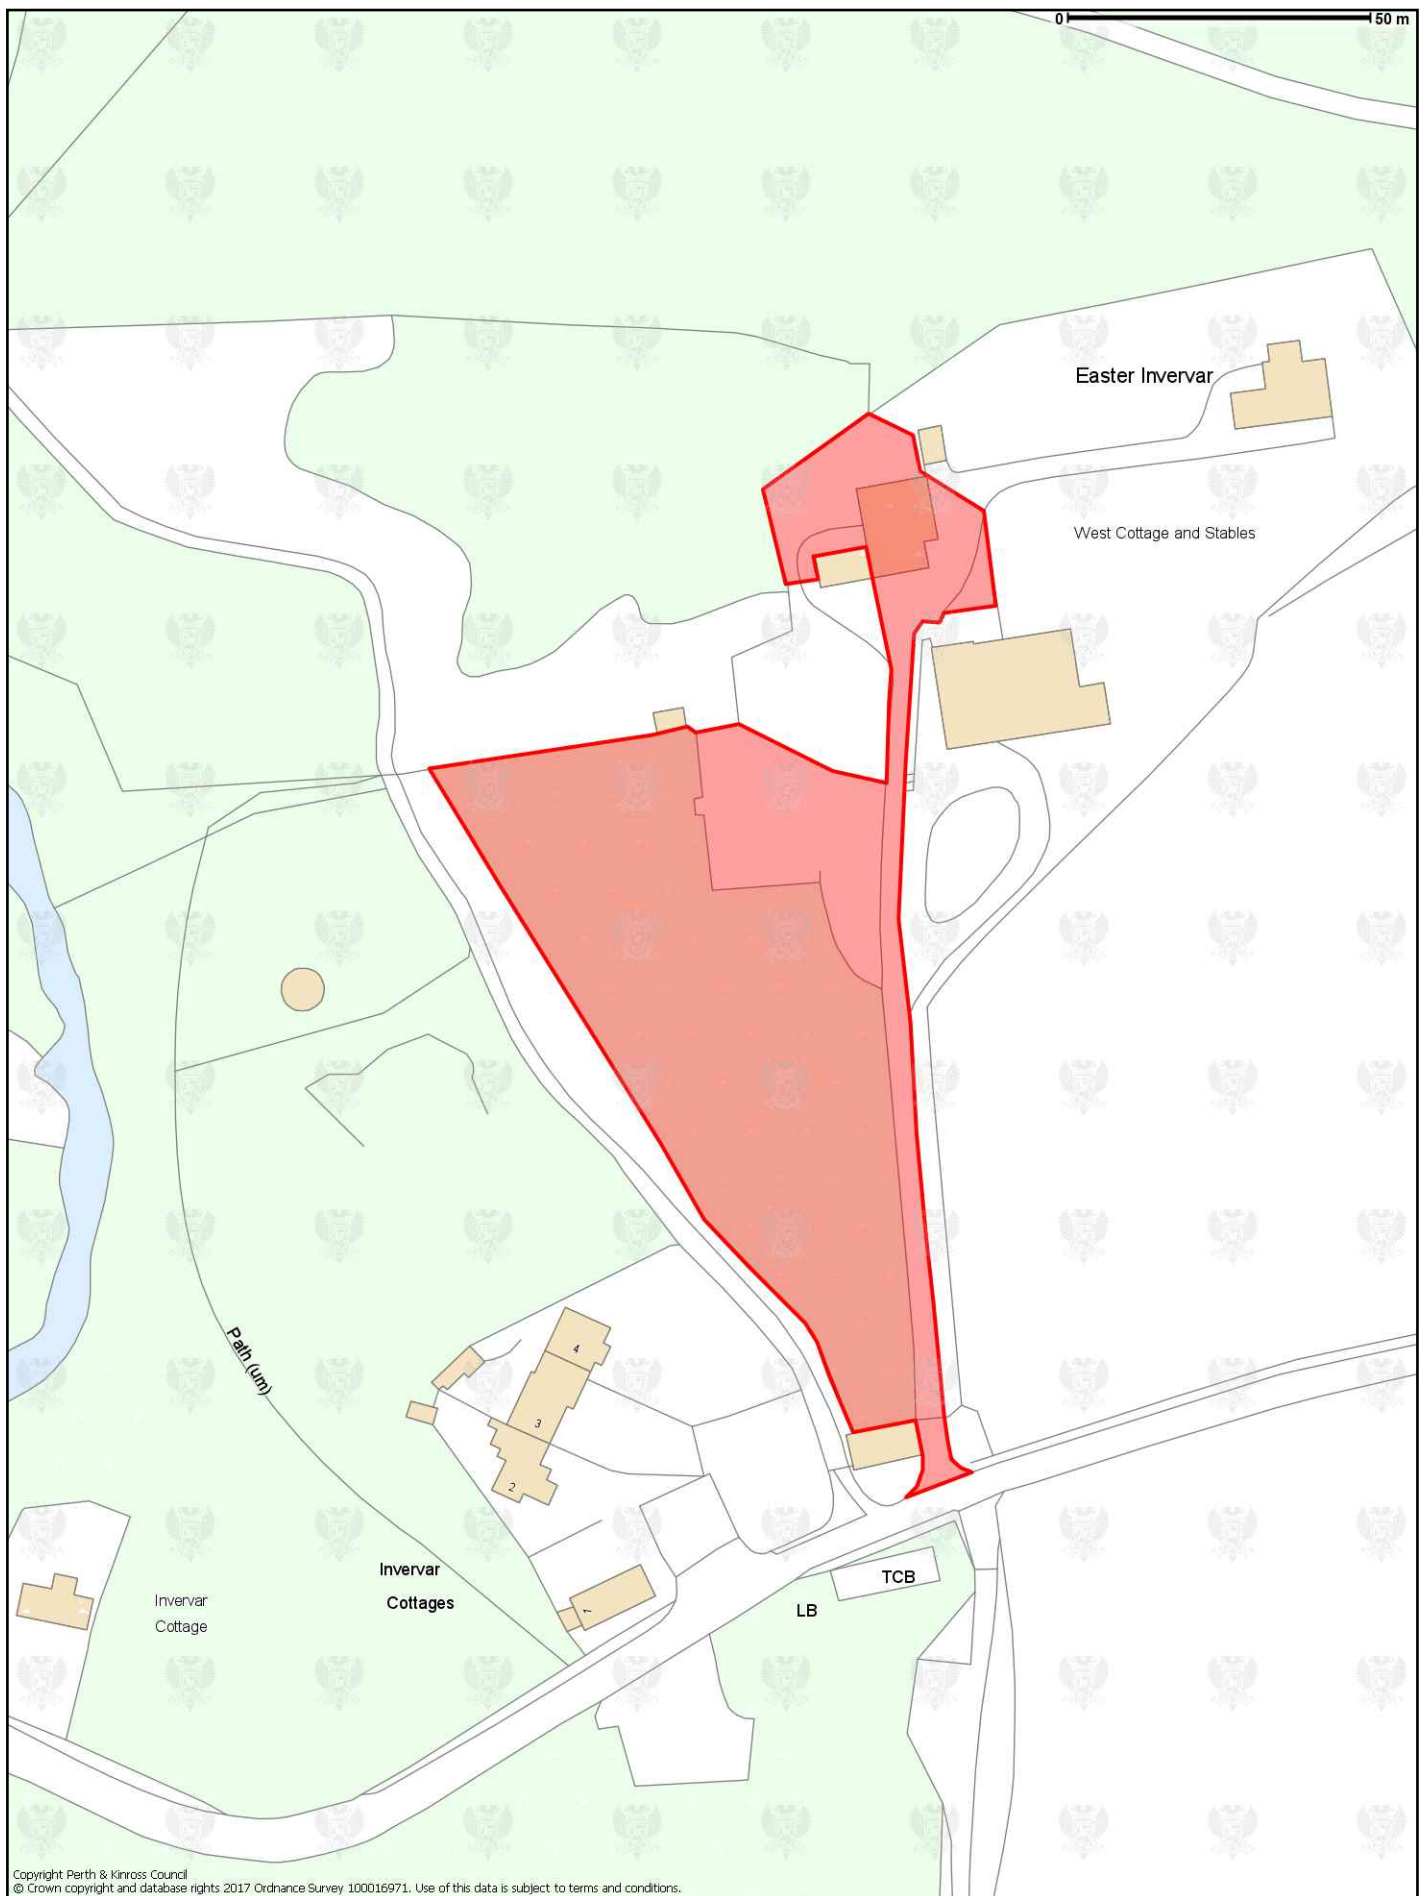 0 50 m
Easter Invervar
West Cottage and Stables
Path (um)
4
3
2
1
Invervar
Cottages
Invervar
Cottage
TCB
LB
Copyright Perth & Kinross Council
© Crown copyright and database rights 2017 Ordnance Survey 100016971. Use of this data is subject to terms and conditions.